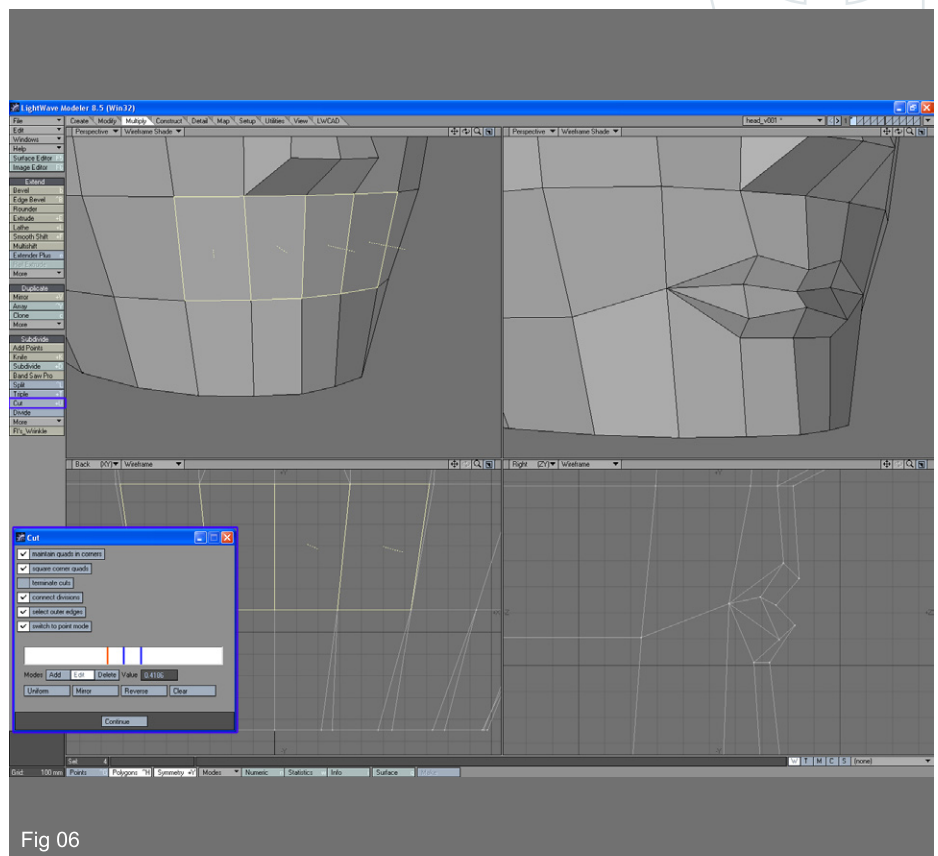 LightWave Modeler 8.5 (Win32)
File
Edit
Windows
Help
Surface Editor
Image Editor
Create Modify Multiply Construct Detail Map Setup Utilities View LWCAD
head_v001 *
1
Perspective Wireframe Shade
Perspective Wireframe Shade
Extend
Bevel
Edge Bevel
Rounder
Extrude
Lathe
Smooth Shift
Multishift
Extender Plus
More
Duplicate
Mirror
Array
Clone
More
Subdivide
Add Points
Knife
Subdivide
Band Saw Pro
Split
Triple
Cut
Divide
More
FI's_Wrinkle
Back (XY) Wireframe
Right (ZY) Wireframe
Cut
maintain quads in corners
square corner quads
terminate cuts
connect divisions
select outer edges
switch to point mode
Modes Add Edit Delete Value 0.4106
Uniform Mirror Reverse Clear
Continue
Sel: 4
W T M C S (none)
Grid: 100 mm Points Polygons ^H Symmetry +Y Modes Numeric Statistics Info Surface
Fig 06